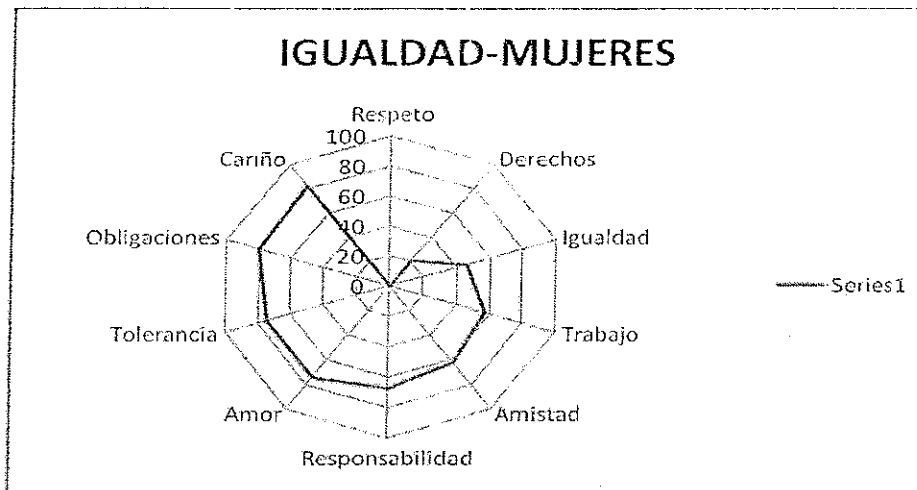 IGUALDAD-MUJERES
Respeto
100
80
60
40
20
0
Derechos
Igualdad
Trabajo
Amistad
Responsabilidad
Amor
Tolerancia
Obligaciones
Cariño
Series1